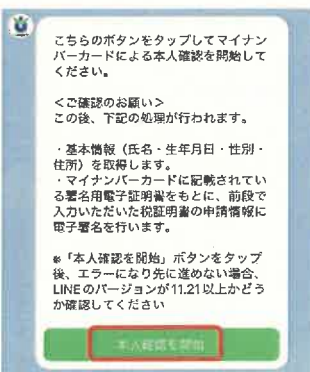 こちらのボタンをタップしてマイナン
バーカードによる本人確認を開始して
ください。
＜ご確認のお願い＞
この後、下記の処理が行われます。
・基本情報（氏名・生年月日・性別・
住所）を取得します。
・マイナンバーカードに記載されてい
る署名用電子証明書をもとに、前段で
入力いただいた税証明書の申請情報に
電子署名を行います。
※「本人確認を開始」ボタンをタップ
後、エラーになり先に進めない場合、
LINEのバージョンが11.21以上かどう
か確認してください
本人確認を開始